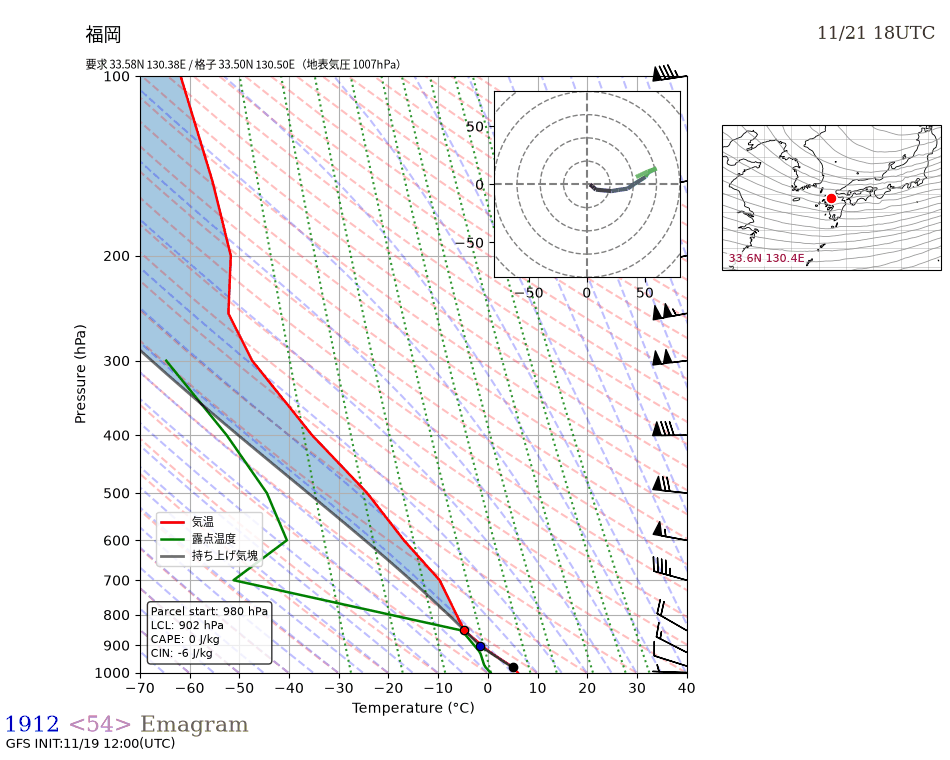 福岡
11/21 18UTC
要求 33.58N 130.38E / 格子 33.50N 130.50E（地表気圧 1007hPa）
100
200
300
400
500
600
700
800
900
1000
Pressure (hPa)
−70 −60 −50 −40 −30 −20 −10 0 10 20 30 40
Temperature (°C)
50
0
−50
−50 0 50
気温
露点温度
持ち上げ気塊
Parcel start: 980 hPa
LCL: 902 hPa
CAPE: 0 J/kg
CIN: -6 J/kg
33.6N 130.4E
1912 <54> Emagram
GFS INIT:11/19 12:00(UTC)